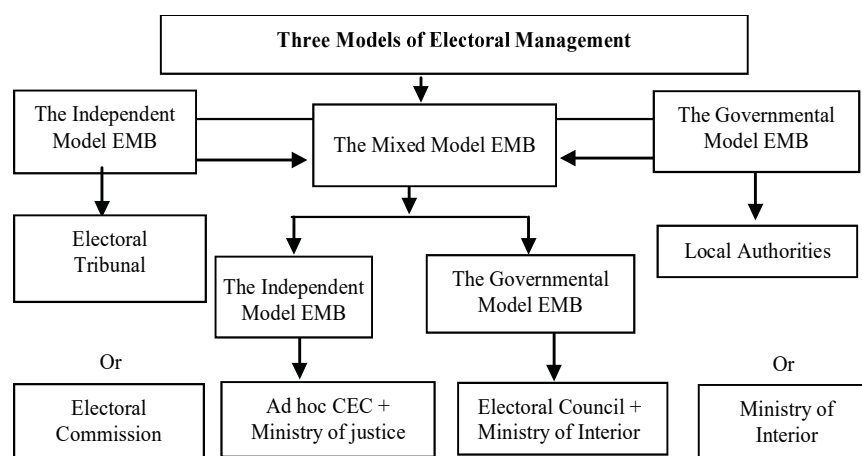 Three Models of Electoral Management
The Independent
Model EMB
The Mixed Model EMB
The Governmental
Model EMB
Electoral
Tribunal
The Independent
Model EMB
The Governmental
Model EMB
Local Authorities
Or
Or
Electoral
Commission
Ad hoc CEC +
Ministry of justice
Electoral Council +
Ministry of Interior
Ministry of
Interior